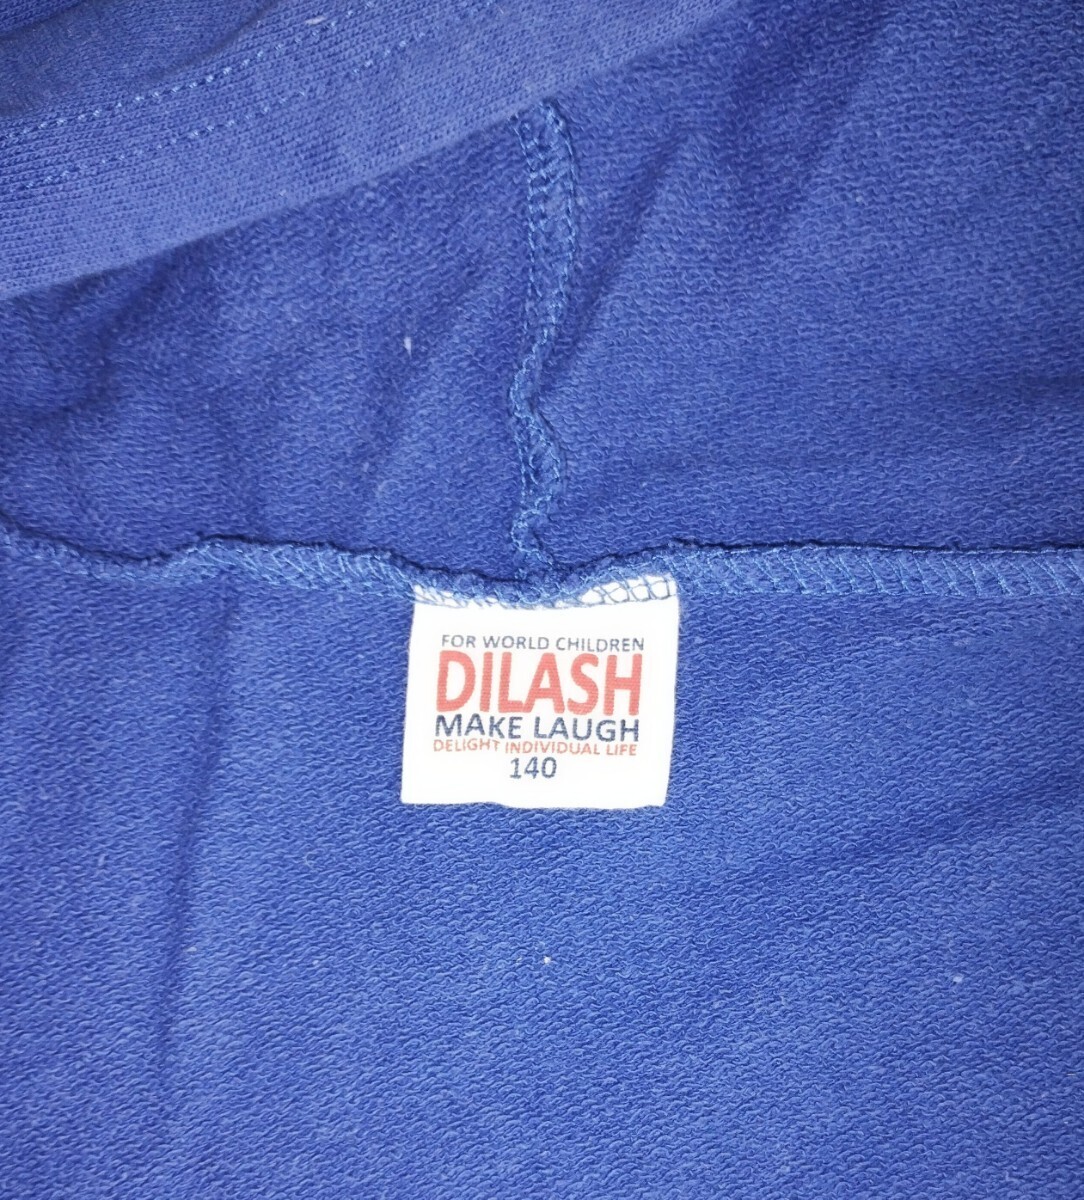 FOR WORLD CHILDREN
DILASH
MAKE LAUGH
DELIGHT INDIVIDUAL LIFE
140